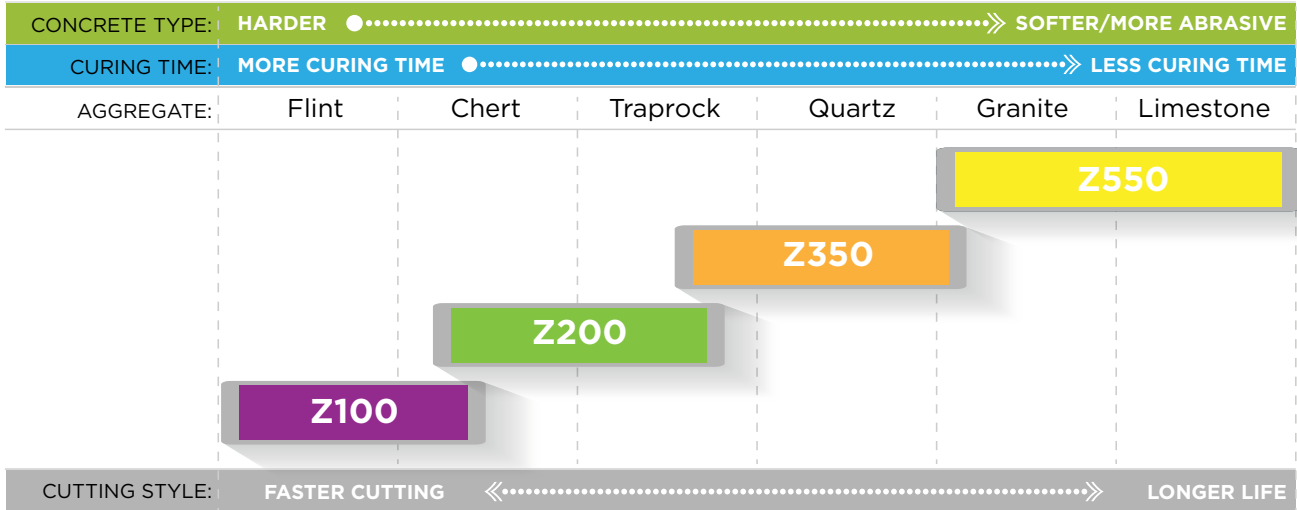 CONCRETE TYPE: HARDER SOFTER/MORE ABRASIVE
CURING TIME: MORE CURING TIME LESS CURING TIME
AGGREGATE: Flint Chert Traprock Quartz Granite Limestone
Z550
Z350
Z200
Z100
CUTTING STYLE: FASTER CUTTING LONGER LIFE